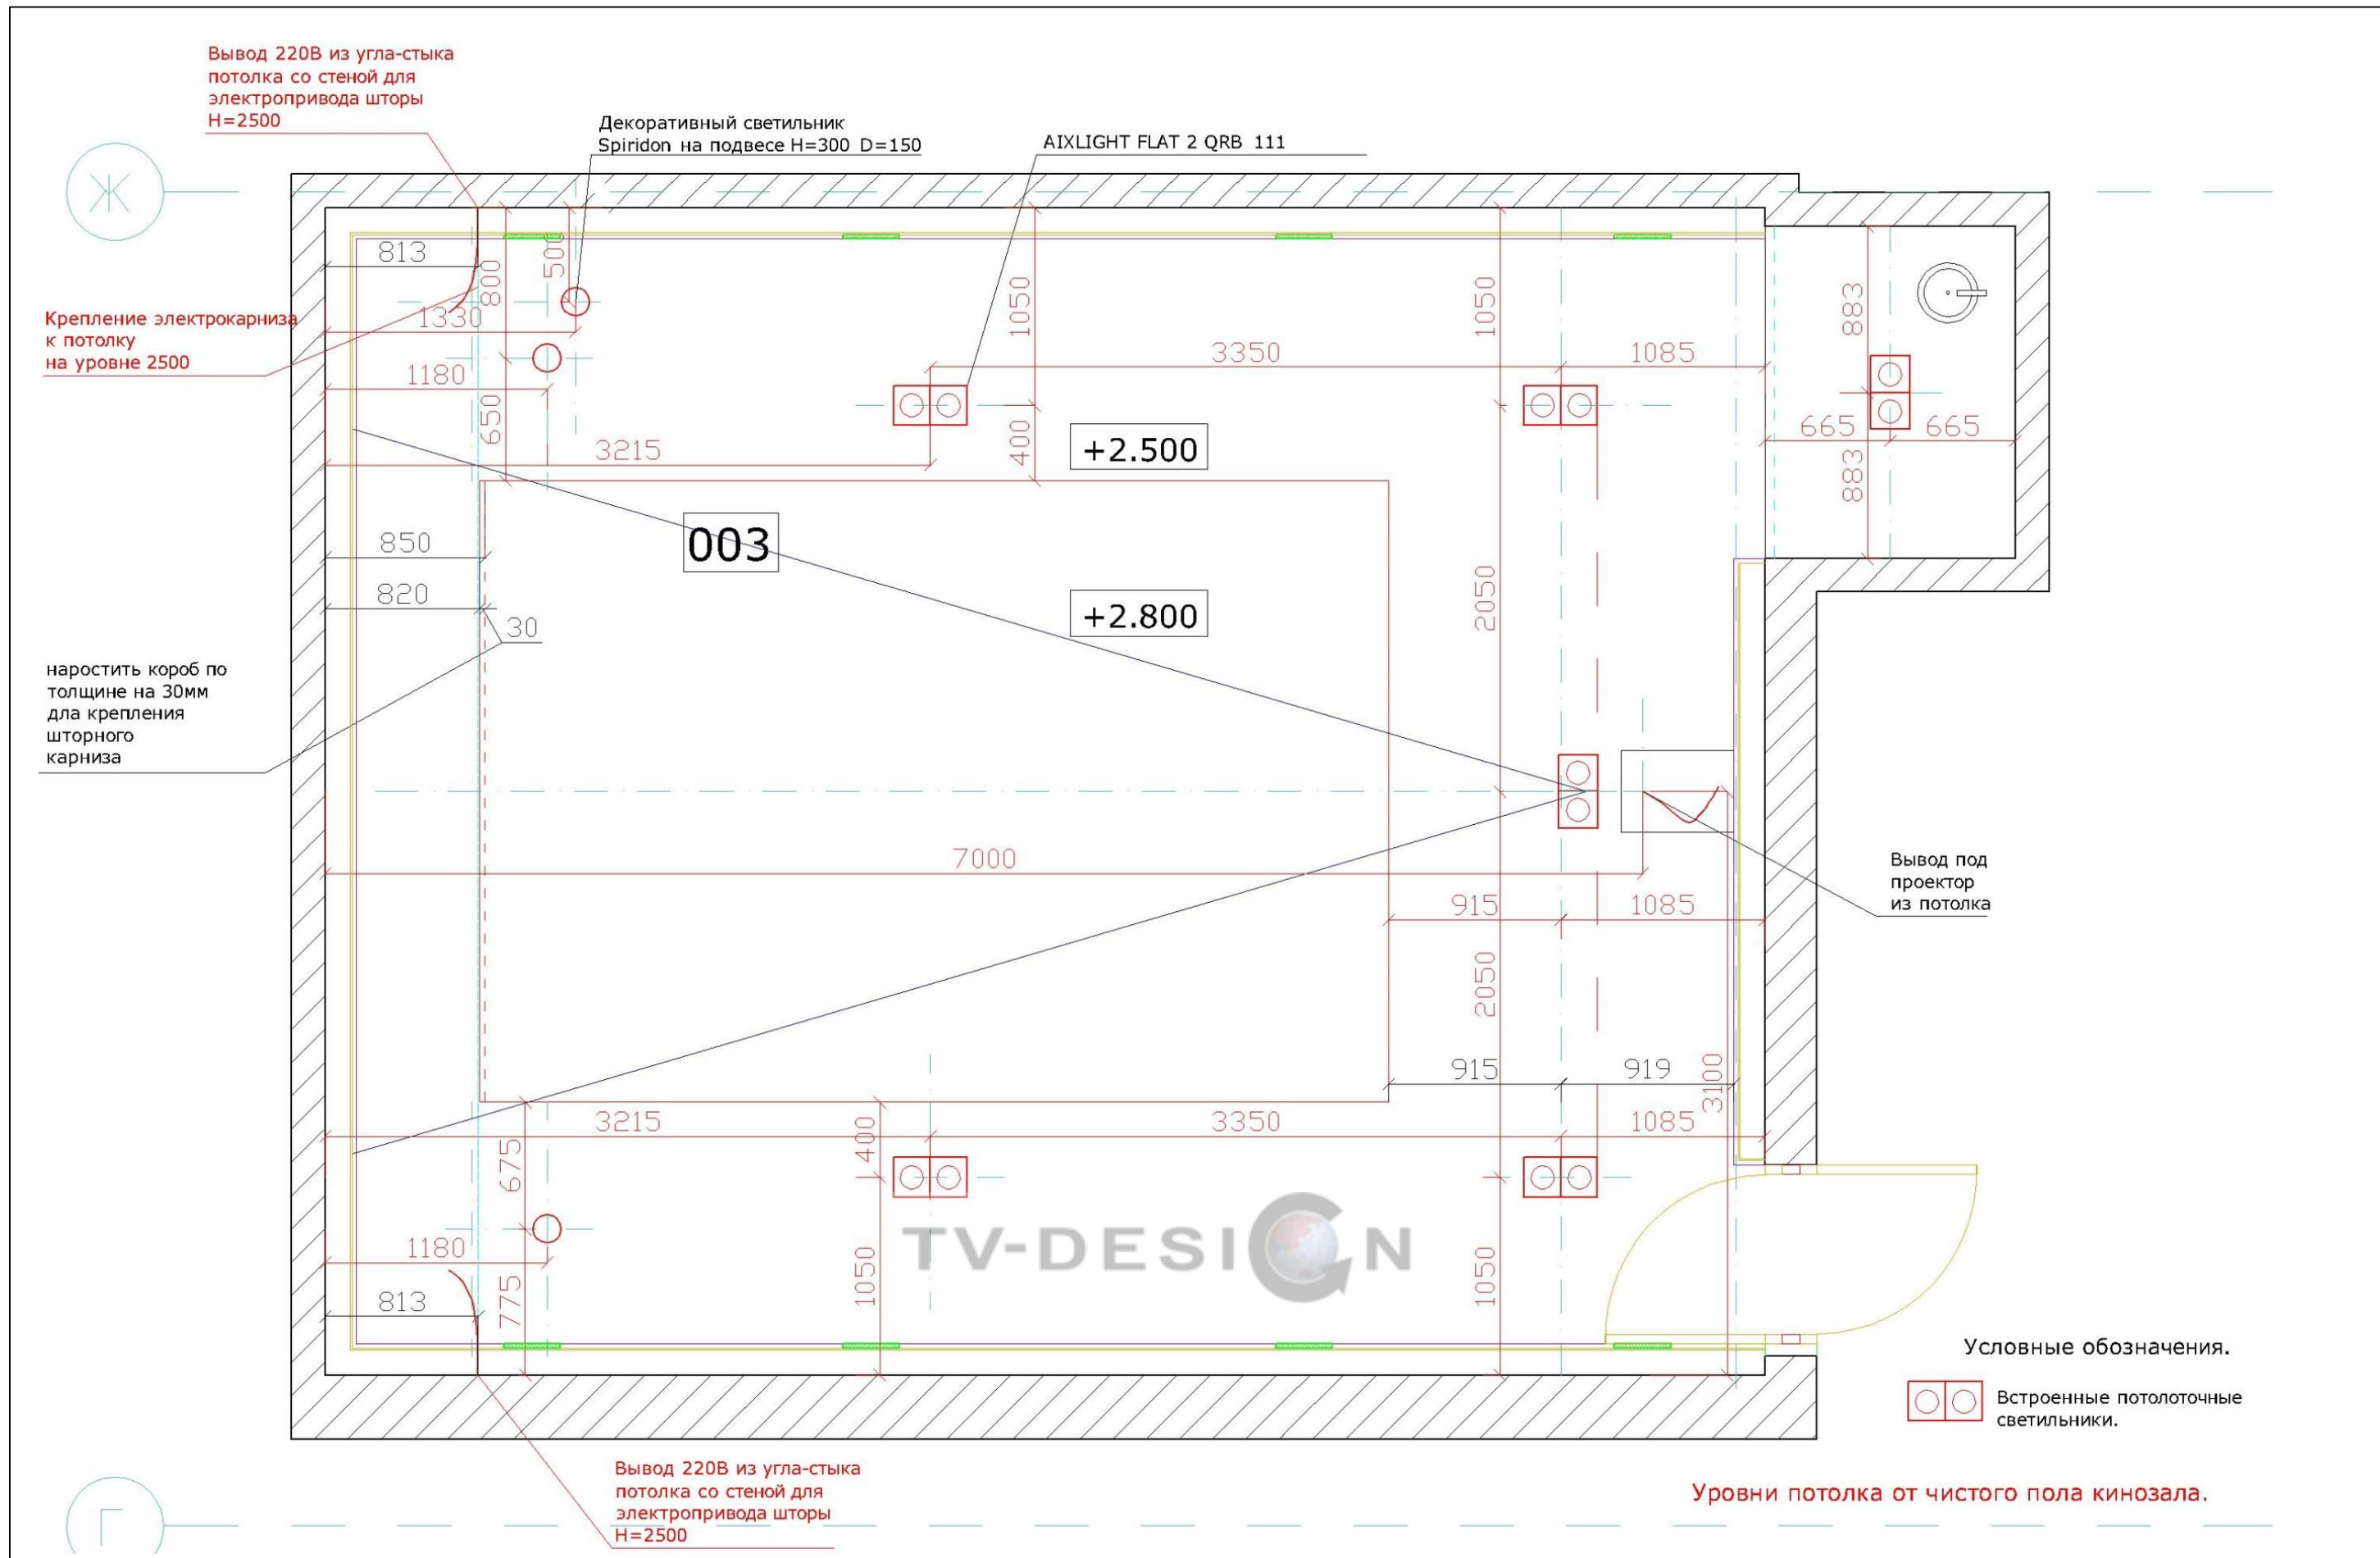 Вывод 220В из угла-стыка
потолка со стеной для
электропривода шторы
H=2500
Декоративный светильник
Spiridon на подвесе H=300 D=150
AIXLIGHT FLAT 2 QRB 111
Ж
813
800
500
1330
1050
1050
883
Крепление электрокарниза
к потолку
на уровне 2500
3350
1085
1180
650
3215
400
+2.500
665
665
883
850
003
820
30
2050
+2.800
наростить короб по
толщине на 30мм
дла крепления
шторного
карниза
7000
915
1085
Вывод под
проектор
из потолка
2050
915
919
3100
3215
400
3350
1085
675
TV-DESIGN
1180
775
1050
1050
813
Условные обозначения.
Встроенные потолоточные
светильники.
Вывод 220В из угла-стыка
потолка со стеной для
электропривода шторы
H=2500
Уровни потолка от чистого пола кинозала.
Г